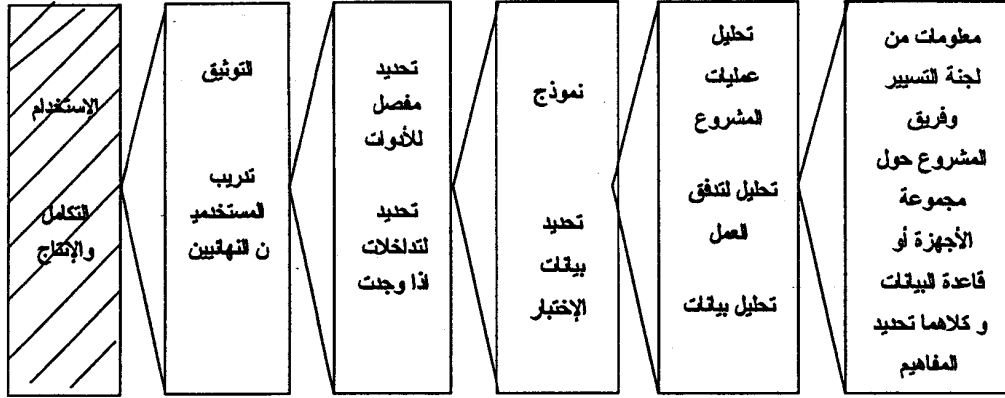 معلومات من
لجنة التسيير
وفريق
المشروع حول
مجموعة
الأجهزة أو
قاعدة البيانات
و كلاهما تحديد
المفاهيم
تحليل
عمليات
المشروع
تحليل لتدفق
العمل
تحليل بيانات
نموذج
تحديد
بيانات
الإختبار
تحديد
مفصل
للأدوات
تحديد
لتداخلات
اذا وجدت
التوثيق
تدريب
المستخدمي
ن النهائيين
الاستخدام
التكامل
والإنتاج